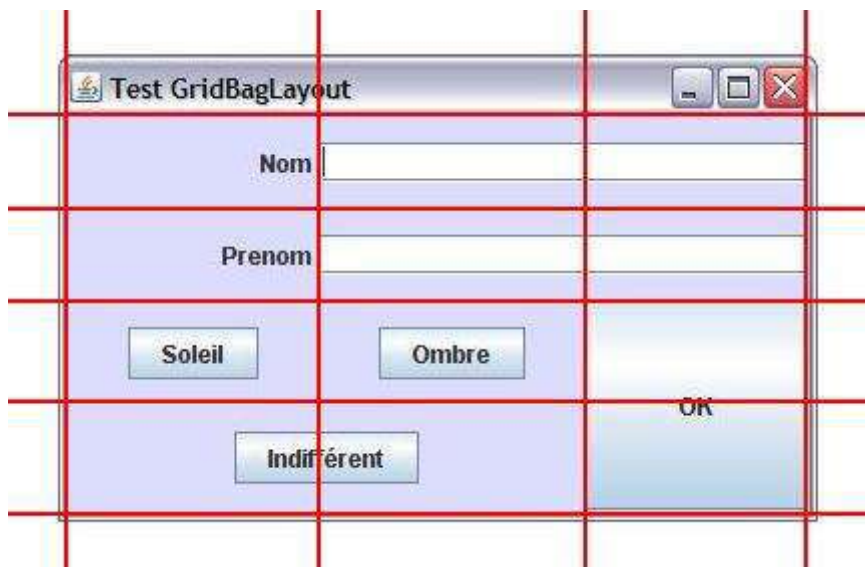 Test GridBagLayout
Nom
Prenom
Soleil Ombre
OK
Indifférent